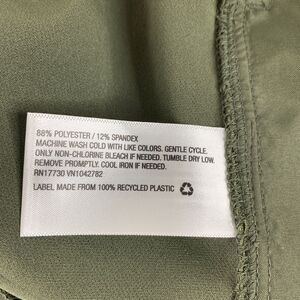 88% POLYESTER / 12% SPANDEX
MACHINE WASH COLD WITH LIKE COLORS. GENTLE CYCLE.
ONLY NON-CHLORINE BLEACH IF NEEDED. TUMBLE DRY LOW.
REMOVE PROMPTLY. COOL IRON IF NEEDED.
RN17730 VN1042782
LABEL MADE FROM 100% RECYCLED PLASTIC